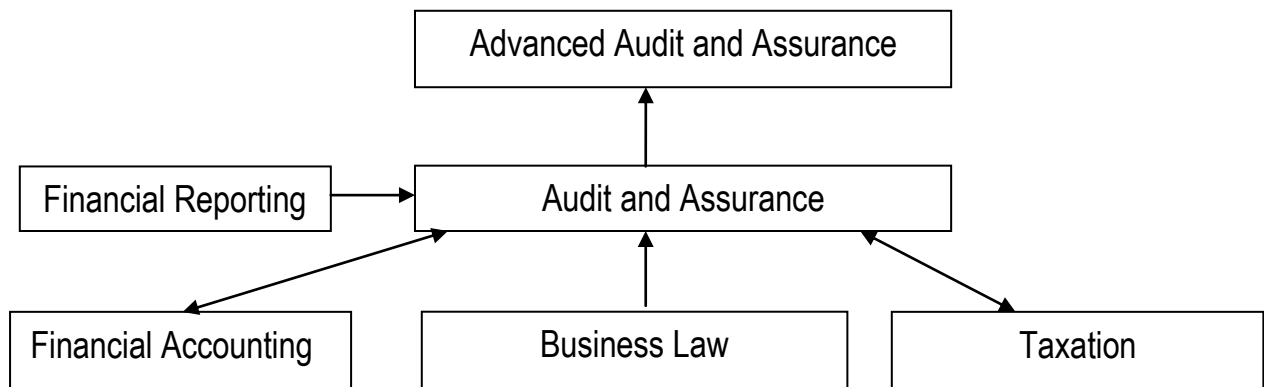 Advanced Audit and Assurance
Financial Reporting
Audit and Assurance
Financial Accounting
Business Law
Taxation